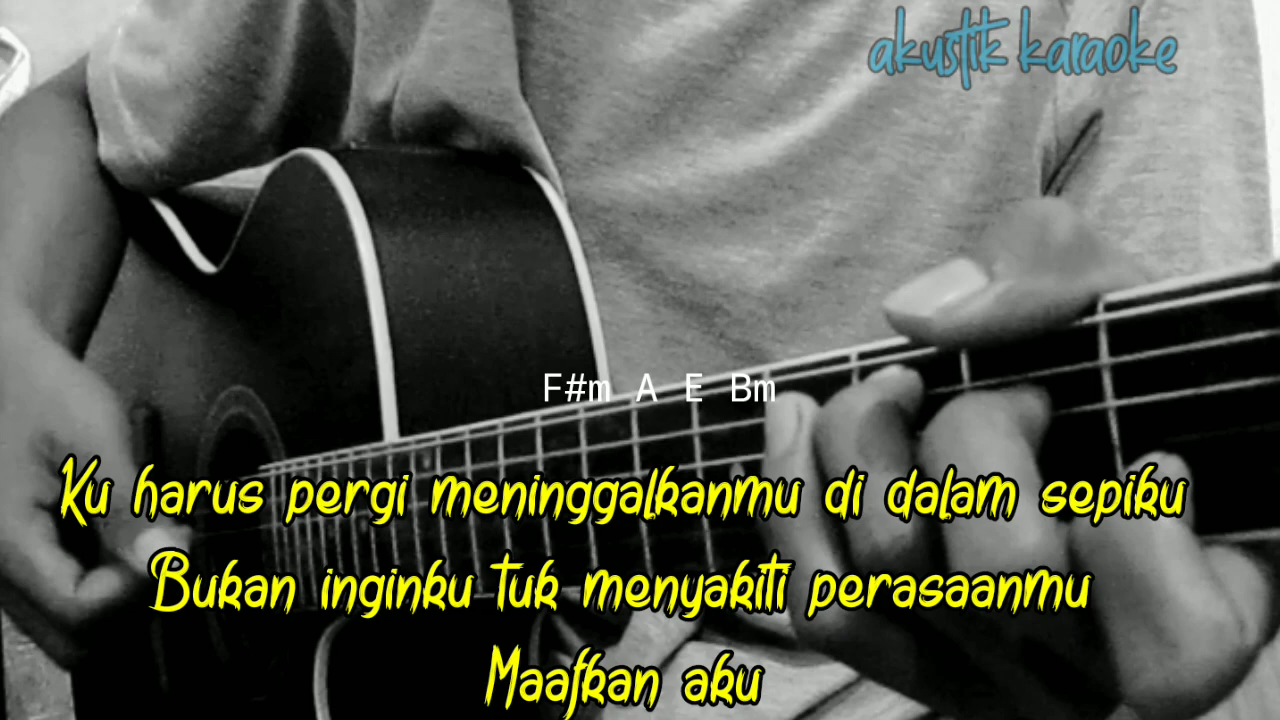 akustik karaoke
F#m A E Bm
Ku harus pergi meninggalkanmu di dalam sepiku
Bukan inginku tuk menyakiti perasaanmu
Maafkan aku